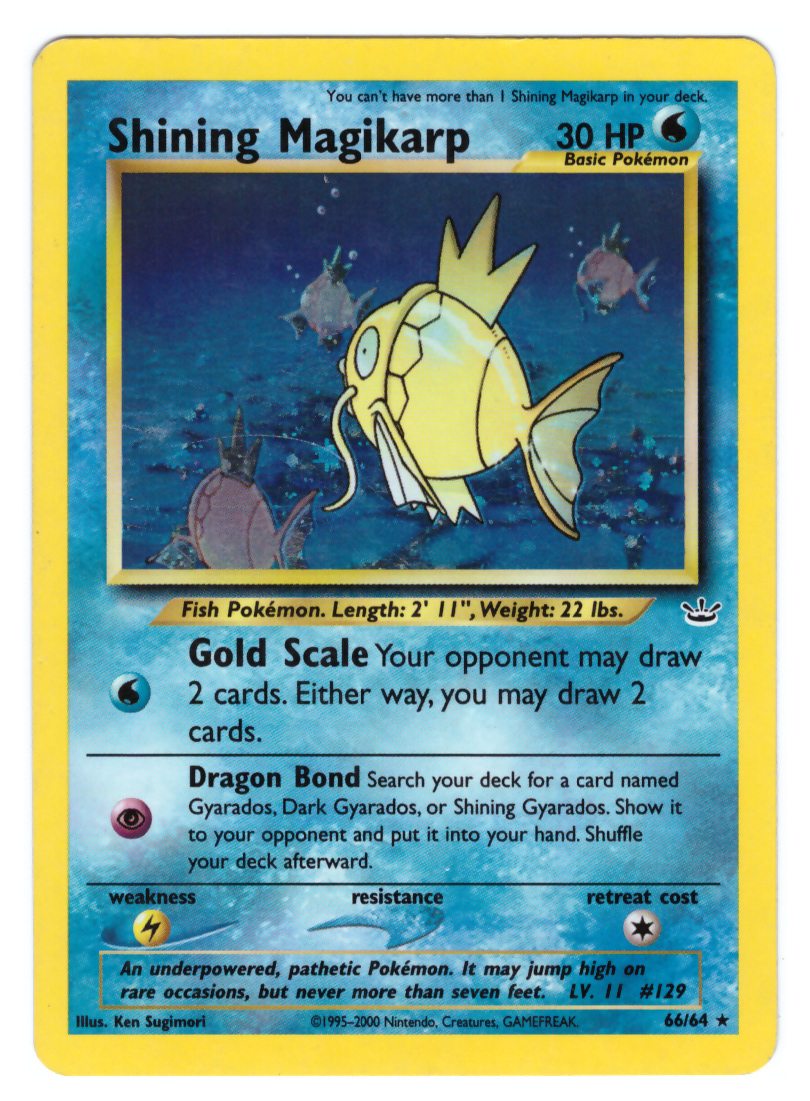 You can't have more than 1 Shining Magikarp in your deck.
Shining Magikarp 30 HP
Basic Pokémon
Fish Pokémon. Length: 2' 11", Weight: 22 lbs.
Gold Scale Your opponent may draw
2 cards. Either way, you may draw 2
cards.
Dragon Bond Search your deck for a card named
Gyarados, Dark Gyarados, or Shining Gyarados. Show it
to your opponent and put it into your hand. Shuffle
your deck afterward.
weakness resistance retreat cost
An underpowered, pathetic Pokémon. It may jump high on
rare occasions, but never more than seven feet. LV. 11 #129
Illus. Ken Sugimori ©1995-2000 Nintendo, Creatures, GAMEFREAK. 66/64 ★